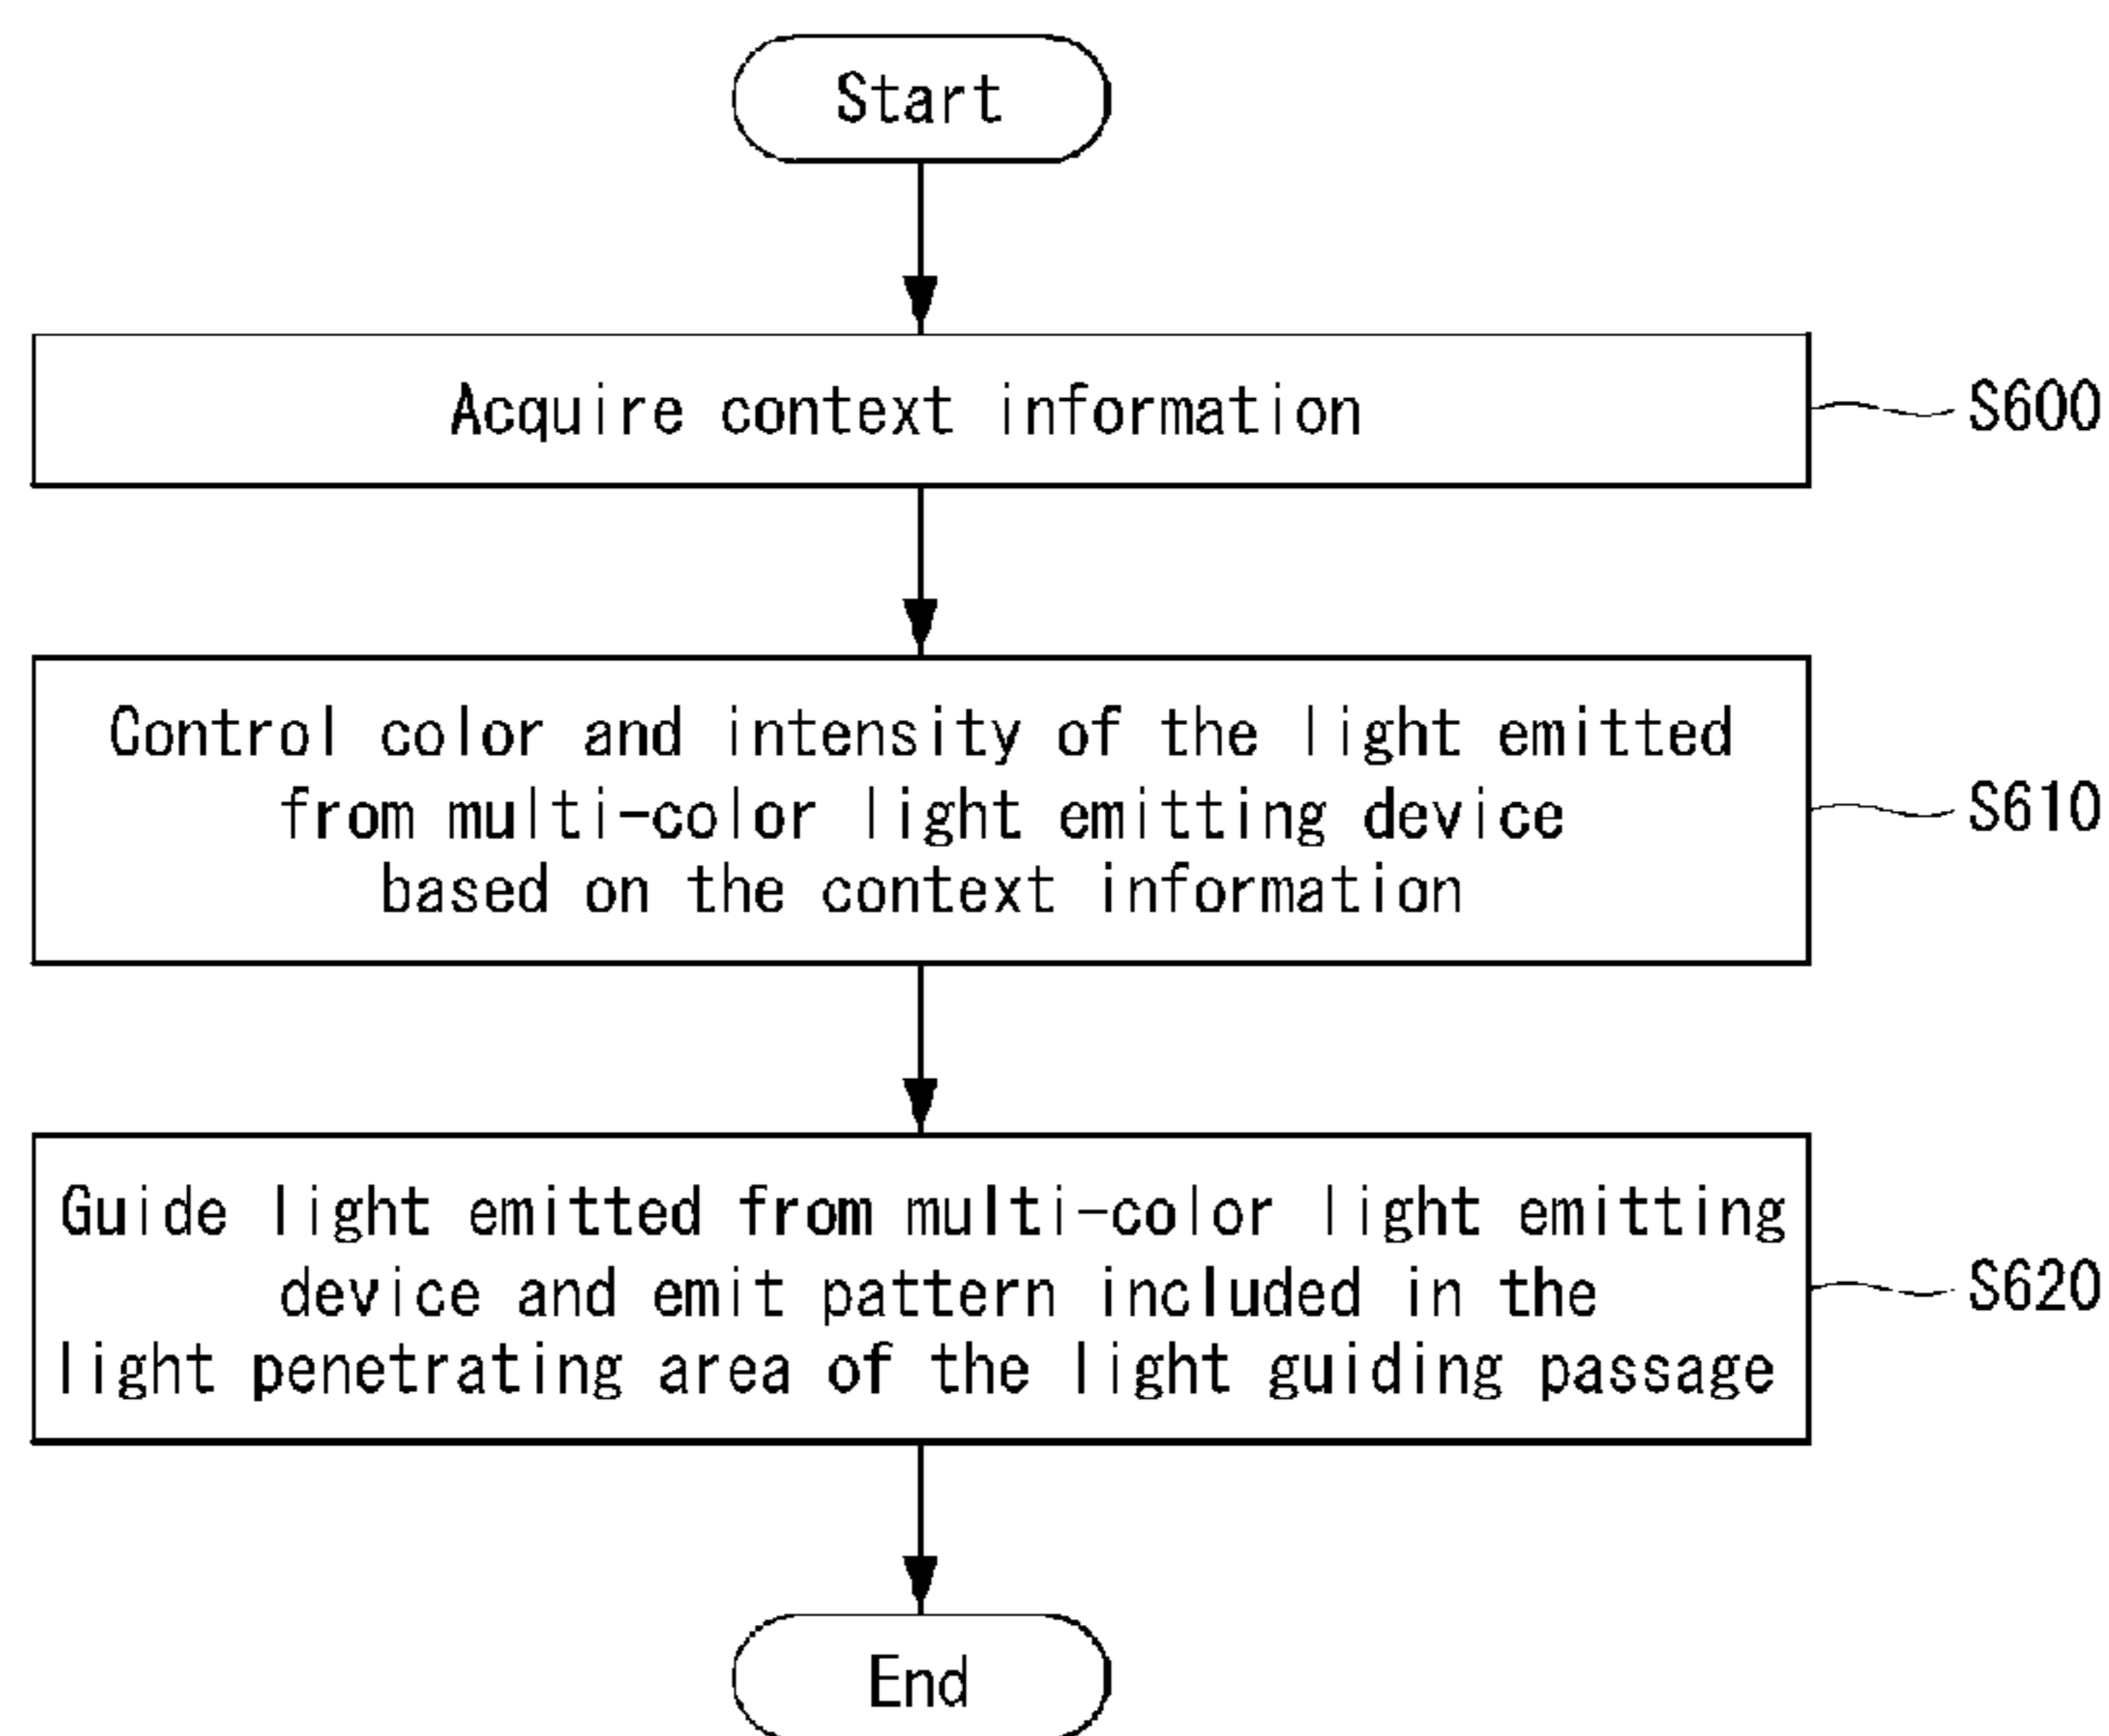 Start
Acquire context information
S600
Control color and intensity of the light emitted
from multi-color light emitting device
based on the context information
S610
Guide light emitted from multi-color light emitting
device and emit pattern included in the
light penetrating area of the light guiding passage
S620
End